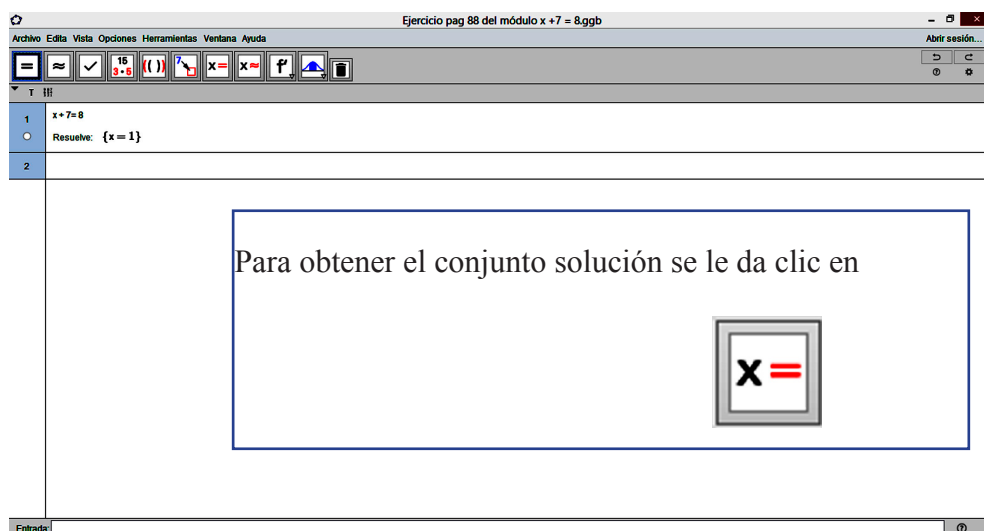 Ejercicio pag 88 del módulo x +7 = 8.ggb
Archivo Edita Vista Opciones Herramientas Ventana Ayuda
Abrir sesión...
= ≈ ✓ 15 3·5 (( )) 7 x= x≈ f'
T
1 x + 7= 8
Resuelve: {x = 1}
2
Para obtener el conjunto solución se le da clic en
x=
Entrada: